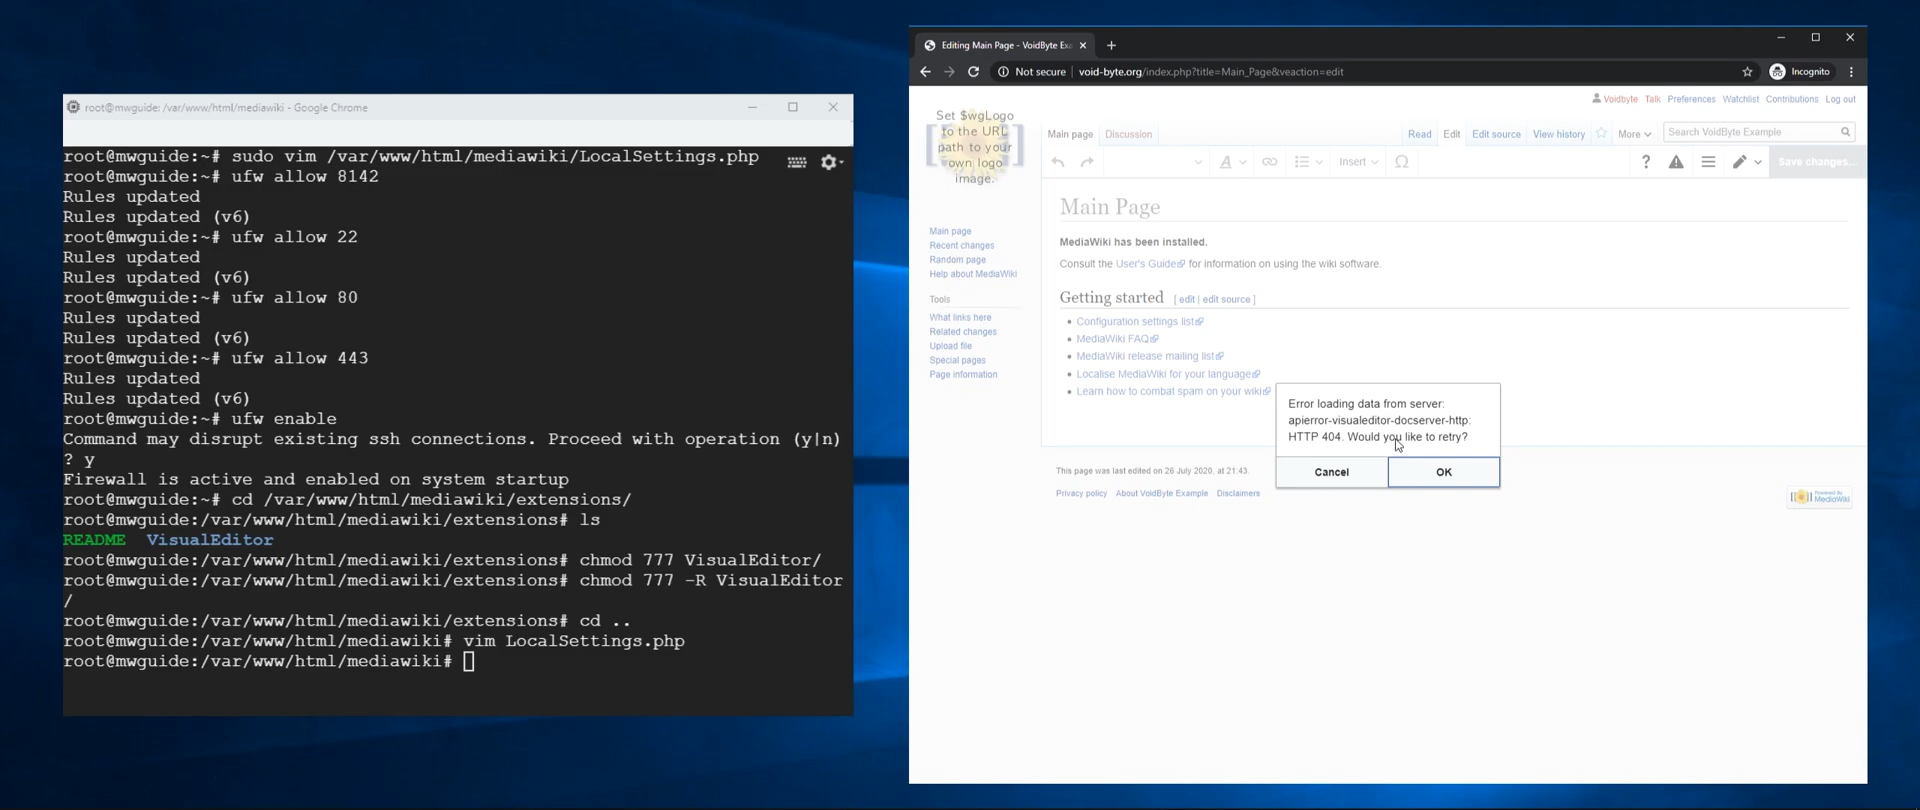 root@mwguide: /var/www/html/mediawiki - Google Chrome
root@mwguide:~# sudo vim /var/www/html/mediawiki/LocalSettings.php
root@mwguide:~# ufw allow 8142
Rules updated
Rules updated (v6)
root@mwguide:~# ufw allow 22
Rules updated
Rules updated (v6)
root@mwguide:~# ufw allow 80
Rules updated
Rules updated (v6)
root@mwguide:~# ufw allow 443
Rules updated
Rules updated (v6)
root@mwguide:~# ufw enable
Command may disrupt existing ssh connections. Proceed with operation (y|n)
? y
Firewall is active and enabled on system startup
root@mwguide:~# cd /var/www/html/mediawiki/extensions/
root@mwguide:/var/www/html/mediawiki/extensions# ls
README VisualEditor
root@mwguide:/var/www/html/mediawiki/extensions# chmod 777 VisualEditor/
root@mwguide:/var/www/html/mediawiki/extensions# chmod 777 -R VisualEditor
/
root@mwguide:/var/www/html/mediawiki/extensions# cd ..
root@mwguide:/var/www/html/mediawiki# vim LocalSettings.php
root@mwguide:/var/www/html/mediawiki#
Editing Main Page - VoidByte Exa
Not secure | void-byte.org/index.php?title=Main_Page&veaction=edit Incognito
Voidbyte Talk Preferences Watchlist Contributions Log out
Set $wgLogo
to the URL
path to your
own logo
image.
Main page Discussion Read Edit Edit source View history More Search VoidByte Example
A Insert Ω ? Save changes...
Main page
Recent changes
Random page
Help about MediaWiki
Tools
What links here
Related changes
Upload file
Special pages
Page information
Main Page
MediaWiki has been installed.
Consult the User's Guide for information on using the wiki software.
Getting started [ edit | edit source ]
Configuration settings list
MediaWiki FAQ
MediaWiki release mailing list
Localise MediaWiki for your language
Learn how to combat spam on your wiki
Error loading data from server:
apierror-visualeditor-docserver-http:
HTTP 404. Would you like to retry?
Cancel OK
This page was last edited on 26 July 2020, at 21:43.
Privacy policy About VoidByte Example Disclaimers
Powered By
MediaWiki